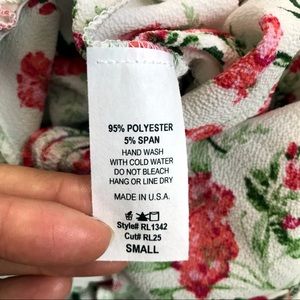 95% POLYESTER
5% SPAN
HAND WASH
WITH COLD WATER
DO NOT BLEACH
HANG OR LINE DRY
MADE IN U.S.A.
Style# RL1342
Cut# RL25
SMALL